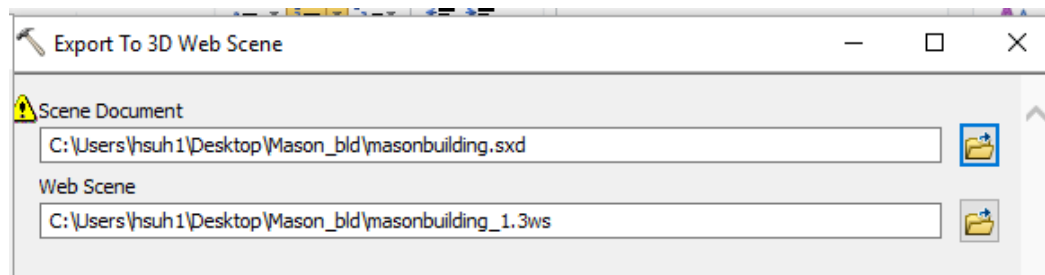 Export To 3D Web Scene
Scene Document
C:\Users\hsuh1\Desktop\Mason_bld\masonbuilding.sxd
Web Scene
C:\Users\hsuh1\Desktop\Mason_bld\masonbuilding_1.3ws